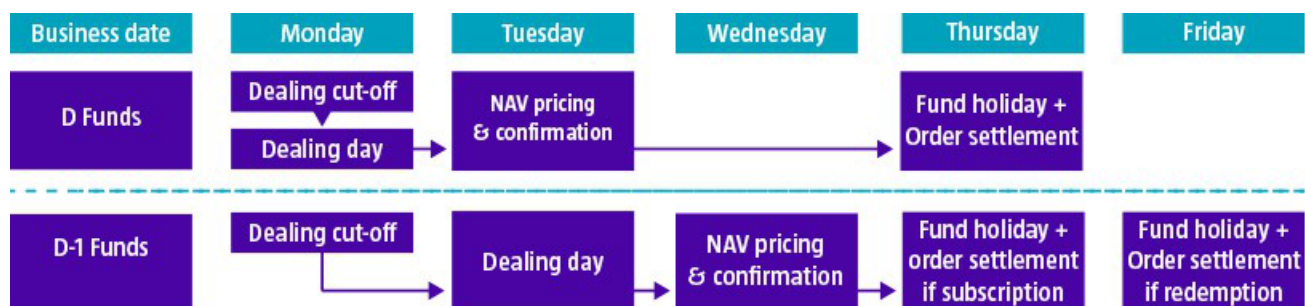 Business date
Monday
Tuesday
Wednesday
Thursday
Friday
D Funds
Dealing cut-off
Dealing day
NAV pricing
& confirmation
Fund holiday +
Order settlement
D-1 Funds
Dealing cut-off
Dealing day
NAV pricing
& confirmation
Fund holiday +
order settlement
if subscription
Fund holiday +
Order settlement
if redemption